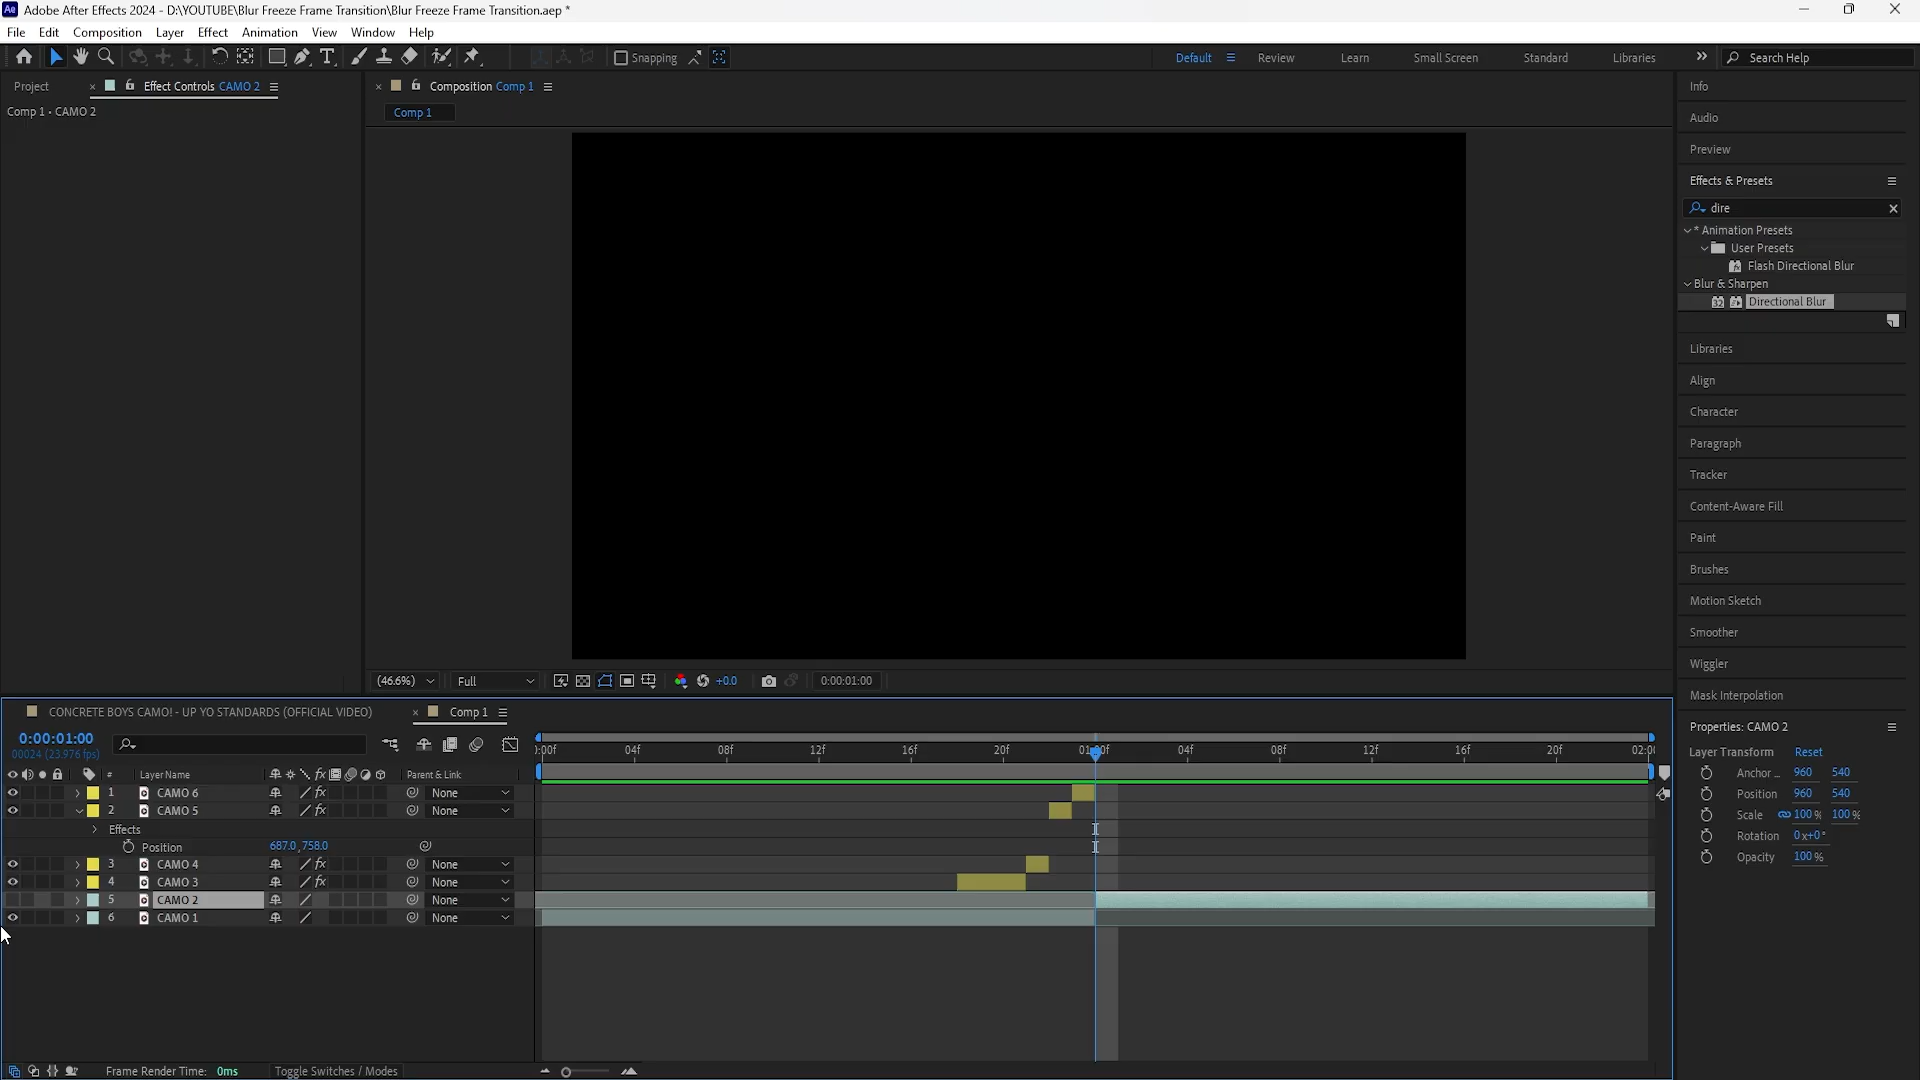 Adobe After Effects 2024 - D:\YOUTUBE\Blur Freeze Frame Transition\Blur Freeze Frame Transition.aep *
File Edit Composition Layer Effect Animation View Window Help
Snapping Default Review Learn Small Screen Standard Libraries Search Help
Project Effect Controls CAMO 2 Composition Comp 1 Info
Comp 1 • CAMO 2 Comp 1
Audio
Preview
Effects & Presets
dire
* Animation Presets
User Presets
Flash Directional Blur
Blur & Sharpen
32 Directional Blur
Libraries
Align
Character
Paragraph
Tracker
Content-Aware Fill
Paint
Brushes
Motion Sketch
Smoother
Wiggler
(46.6%) Full +0.0 0:00:01:00
Mask Interpolation
CONCRETE BOYS CAMO! - UP YO STANDARDS (OFFICIAL VIDEO) Comp 1
Properties: CAMO 2
0:00:01:00
00024 (23.976 fps)
:00f 04f 08f 12f 16f 20f 01:00f 04f 08f 12f 16f 20f 02:00
Layer Transform Reset
# Layer Name Parent & Link
Anchor ... 960 540
1 CAMO 6 None
Position 960 540
2 CAMO 5 None
Scale 100% 100%
Effects
Rotation 0x+0°
Position 687.0,758.0
Opacity 100%
3 CAMO 4 None
4 CAMO 3 None
5 CAMO 2 None
6 CAMO 1 None
Frame Render Time: 0ms Toggle Switches / Modes